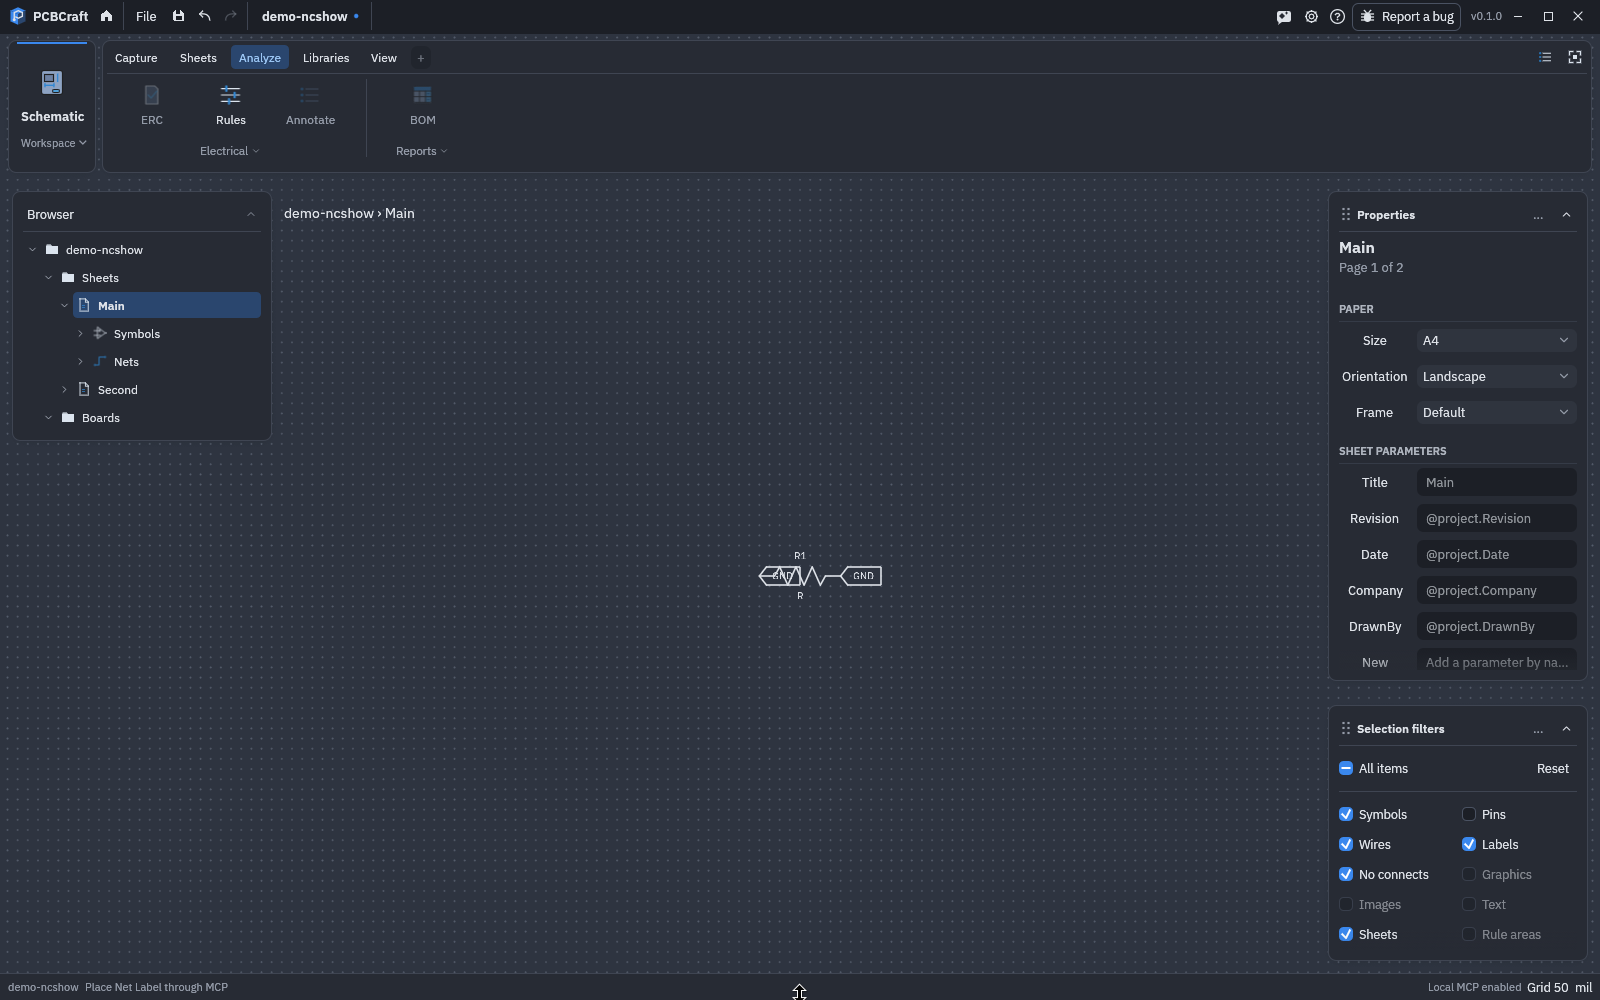 PCBCraft File demo-ncshow Report a bug v0.1.0
Capture Sheets Analyze Libraries View +
Schematic
Workspace
ERC Rules Annotate BOM
Electrical Reports
Browser
demo-ncshow
Sheets
Main
Symbols
Nets
Second
Boards
demo-ncshow › Main
R1
GND GND
R
Properties ...
Main
Page 1 of 2
PAPER
Size A4
Orientation Landscape
Frame Default
SHEET PARAMETERS
Title Main
Revision @project.Revision
Date @project.Date
Company @project.Company
DrawnBy @project.DrawnBy
New Add a parameter by na...
Selection filters ...
All items Reset
Symbols Pins
Wires Labels
No connects Graphics
Images Text
Sheets Rule areas
demo-ncshow Place Net Label through MCP Local MCP enabled Grid 50 mil